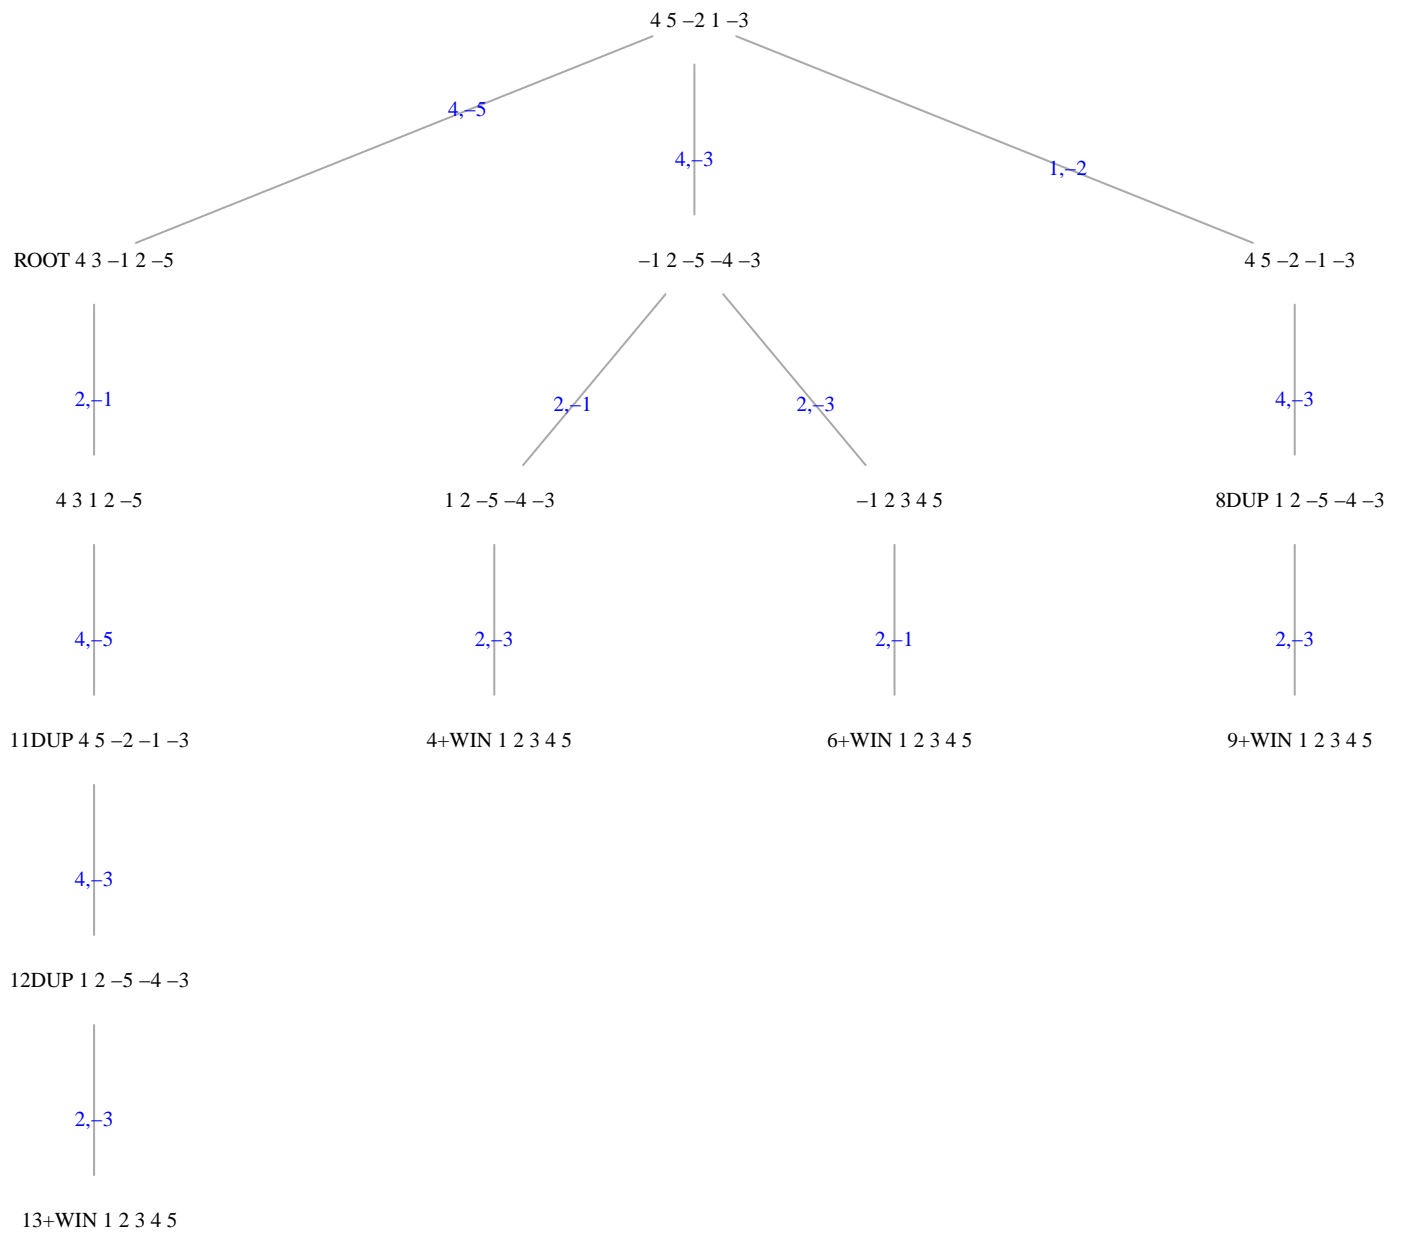 4 5 –2 1 –3
4,–5
4,–3
1,–2
ROOT 4 3 –1 2 –5
–1 2 –5 –4 –3
4 5 –2 –1 –3
2,–1
2,–1
2,–3
4,–3
4 3 1 2 –5
1 2 –5 –4 –3
–1 2 3 4 5
8DUP 1 2 –5 –4 –3
4,–5
2,–3
2,–1
2,–3
11DUP 4 5 –2 –1 –3
4+WIN 1 2 3 4 5
6+WIN 1 2 3 4 5
9+WIN 1 2 3 4 5
4,–3
12DUP 1 2 –5 –4 –3
2,–3
13+WIN 1 2 3 4 5